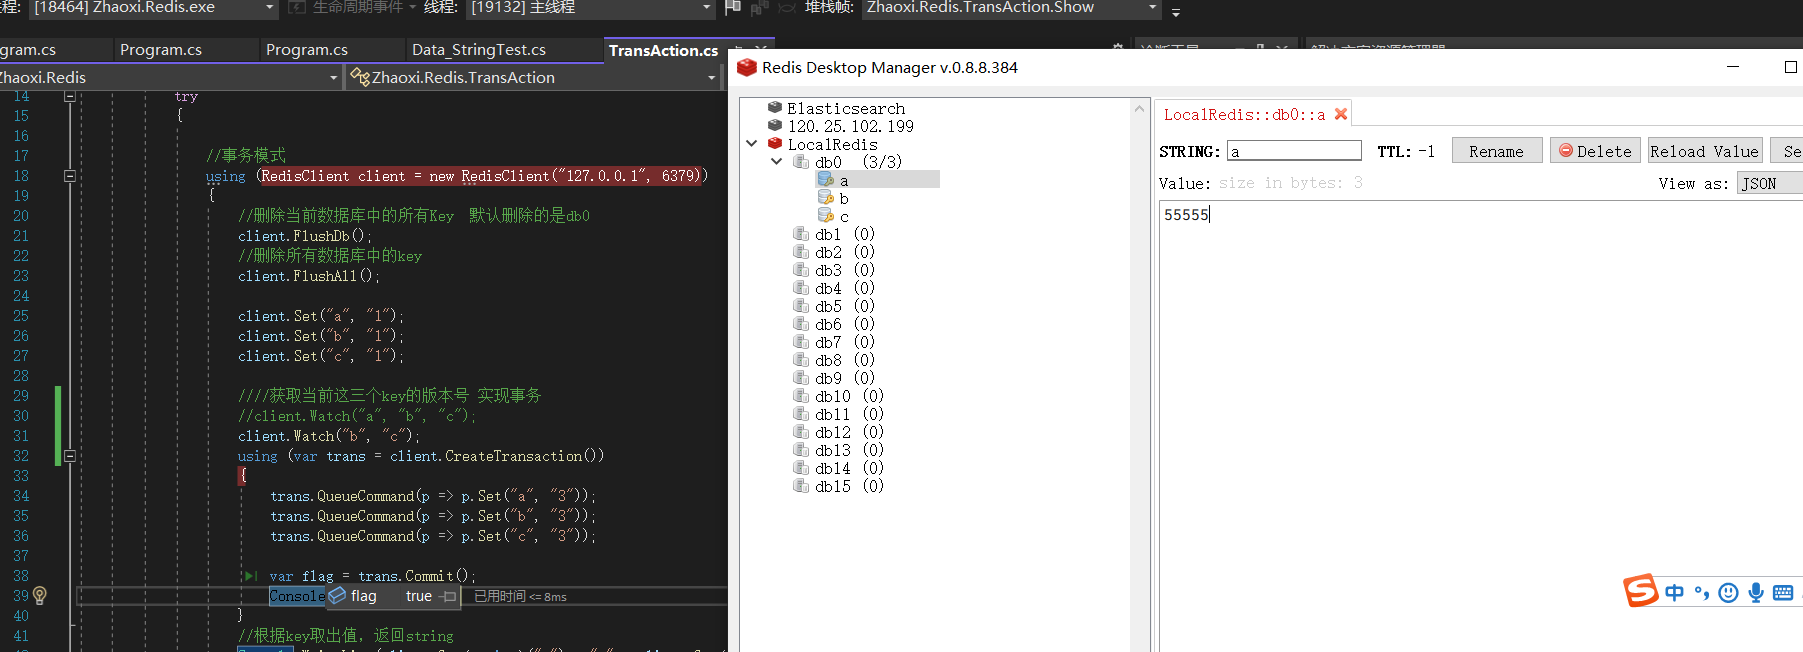 程: [18464] Zhaoxi.Redis.exe 生命周期事件 线程: [19132] 主线程 堆栈帧: Zhaoxi.Redis.TransAction.Show
gram.cs Program.cs Program.cs Data_StringTest.cs TransAction.cs
Zhaoxi.Redis Zhaoxi.Redis.TransAction
14 try
15 {
16
17 //事务模式
18 using (RedisClient client = new RedisClient("127.0.0.1", 6379))
19 {
20 //删除当前数据库中的所有Key 默认删除的是db0
21 client.FlushDb();
22 //删除所有数据库中的key
23 client.FlushAll();
24
25 client.Set("a", "1");
26 client.Set("b", "1");
27 client.Set("c", "1");
28
29 ////获取当前这三个key的版本号 实现事务
30 //client.Watch("a", "b", "c");
31 client.Watch("b", "c");
32 using (var trans = client.CreateTransaction())
33 {
34 trans.QueueCommand(p => p.Set("a", "3"));
35 trans.QueueCommand(p => p.Set("b", "3"));
36 trans.QueueCommand(p => p.Set("c", "3"));
37
38 var flag = trans.Commit();
39 Console flag true 已用时间 <= 8ms
40 }
41 //根据key取出值，返回string
Redis Desktop Manager v.0.8.8.384
Elasticsearch
120.25.102.199
LocalRedis
db0 (3/3)
a
b
c
db1 (0)
db2 (0)
db3 (0)
db4 (0)
db5 (0)
db6 (0)
db7 (0)
db8 (0)
db9 (0)
db10 (0)
db11 (0)
db12 (0)
db13 (0)
db14 (0)
db15 (0)
LocalRedis::db0::a
STRING: a TTL: -1 Rename Delete Reload Value Se
Value: size in bytes: 3 View as: JSON
55555
S 中